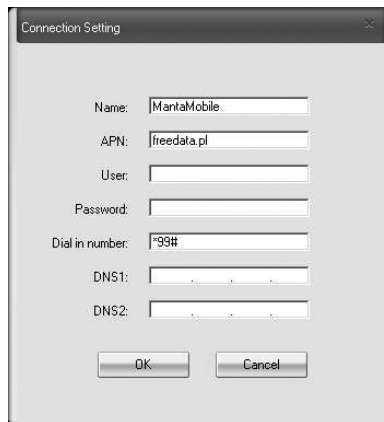 Connection Setting
Name: MantaMobile
APN: freedata.pl
User:
Password:
Dial in number: *99#
DNS1: . . .
DNS2: . . .
OK Cancel